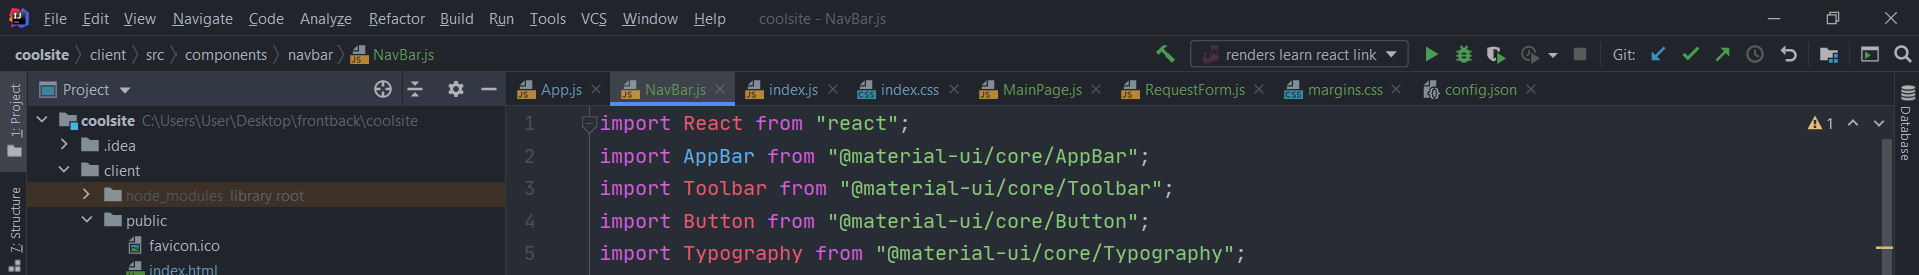 File Edit View Navigate Code Analyze Refactor Build Run Tools VCS Window Help coolsite - NavBar.js
coolsite client src components navbar NavBar.js renders learn react link Git:
1: Project
Project
App.js NavBar.js index.js index.css MainPage.js RequestForm.js margins.css config.json
Database
coolsite C:\Users\User\Desktop\frontback\coolsite
.idea
client
node_modules library root
public
favicon.ico
index.html
7: Structure
1 import React from "react";
2 import AppBar from "@material-ui/core/AppBar";
3 import Toolbar from "@material-ui/core/Toolbar";
4 import Button from "@material-ui/core/Button";
5 import Typography from "@material-ui/core/Typography";
1